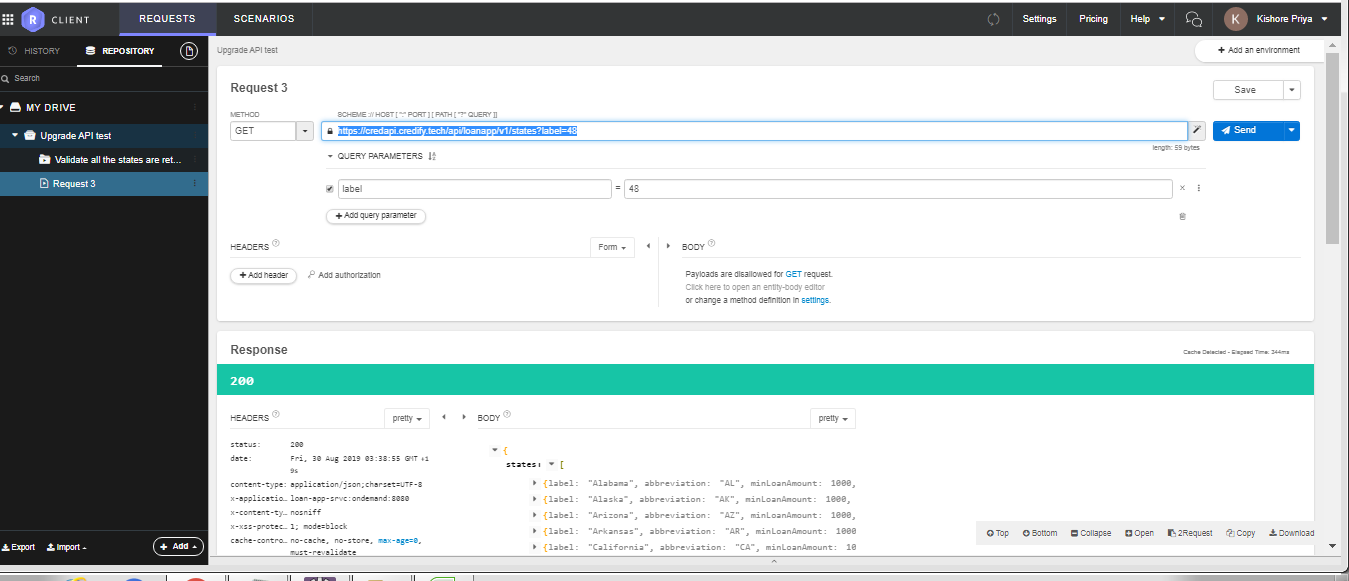 R CLIENT REQUESTS SCENARIOS Settings Pricing Help K Kishore Priya
HISTORY REPOSITORY
Search
MY DRIVE
Upgrade API test
Validate all the states are ret...
Request 3
Export Import Add
Upgrade API test
Add an environment
Request 3
Save
METHOD SCHEME :// HOST [ ":" PORT ] [ PATH [ "?" QUERY ]]
GET https://credapi.credify.tech/api/loanapp/v1/states?label=48 Send
length: 59 bytes
QUERY PARAMETERS
label = 48
+ Add query parameter
HEADERS Form BODY
+ Add header Add authorization
Payloads are disallowed for GET request.
Click here to open an entity-body editor
or change a method definition in settings.
Response
Cache Detected - Elapsed Time: 344ms
200
HEADERS pretty BODY pretty
status: 200
date: Fri, 30 Aug 2019 03:38:55 GMT +1
9s
content-type: application/json;charset=UTF-8
x-applicatio… loan-app-srvc:ondemand:8080
x-content-ty… nosniff
x-xss-protec… 1; mode=block
cache-contro… no-cache, no-store, max-age=0,
must-revalidate
{
states: [
{label: "Alabama", abbreviation: "AL", minLoanAmount: 1000,
{label: "Alaska", abbreviation: "AK", minLoanAmount: 1000,
{label: "Arizona", abbreviation: "AZ", minLoanAmount: 1000,
{label: "Arkansas", abbreviation: "AR", minLoanAmount: 1000
{label: "California", abbreviation: "CA", minLoanAmount: 10
Top Bottom Collapse Open 2Request Copy Download